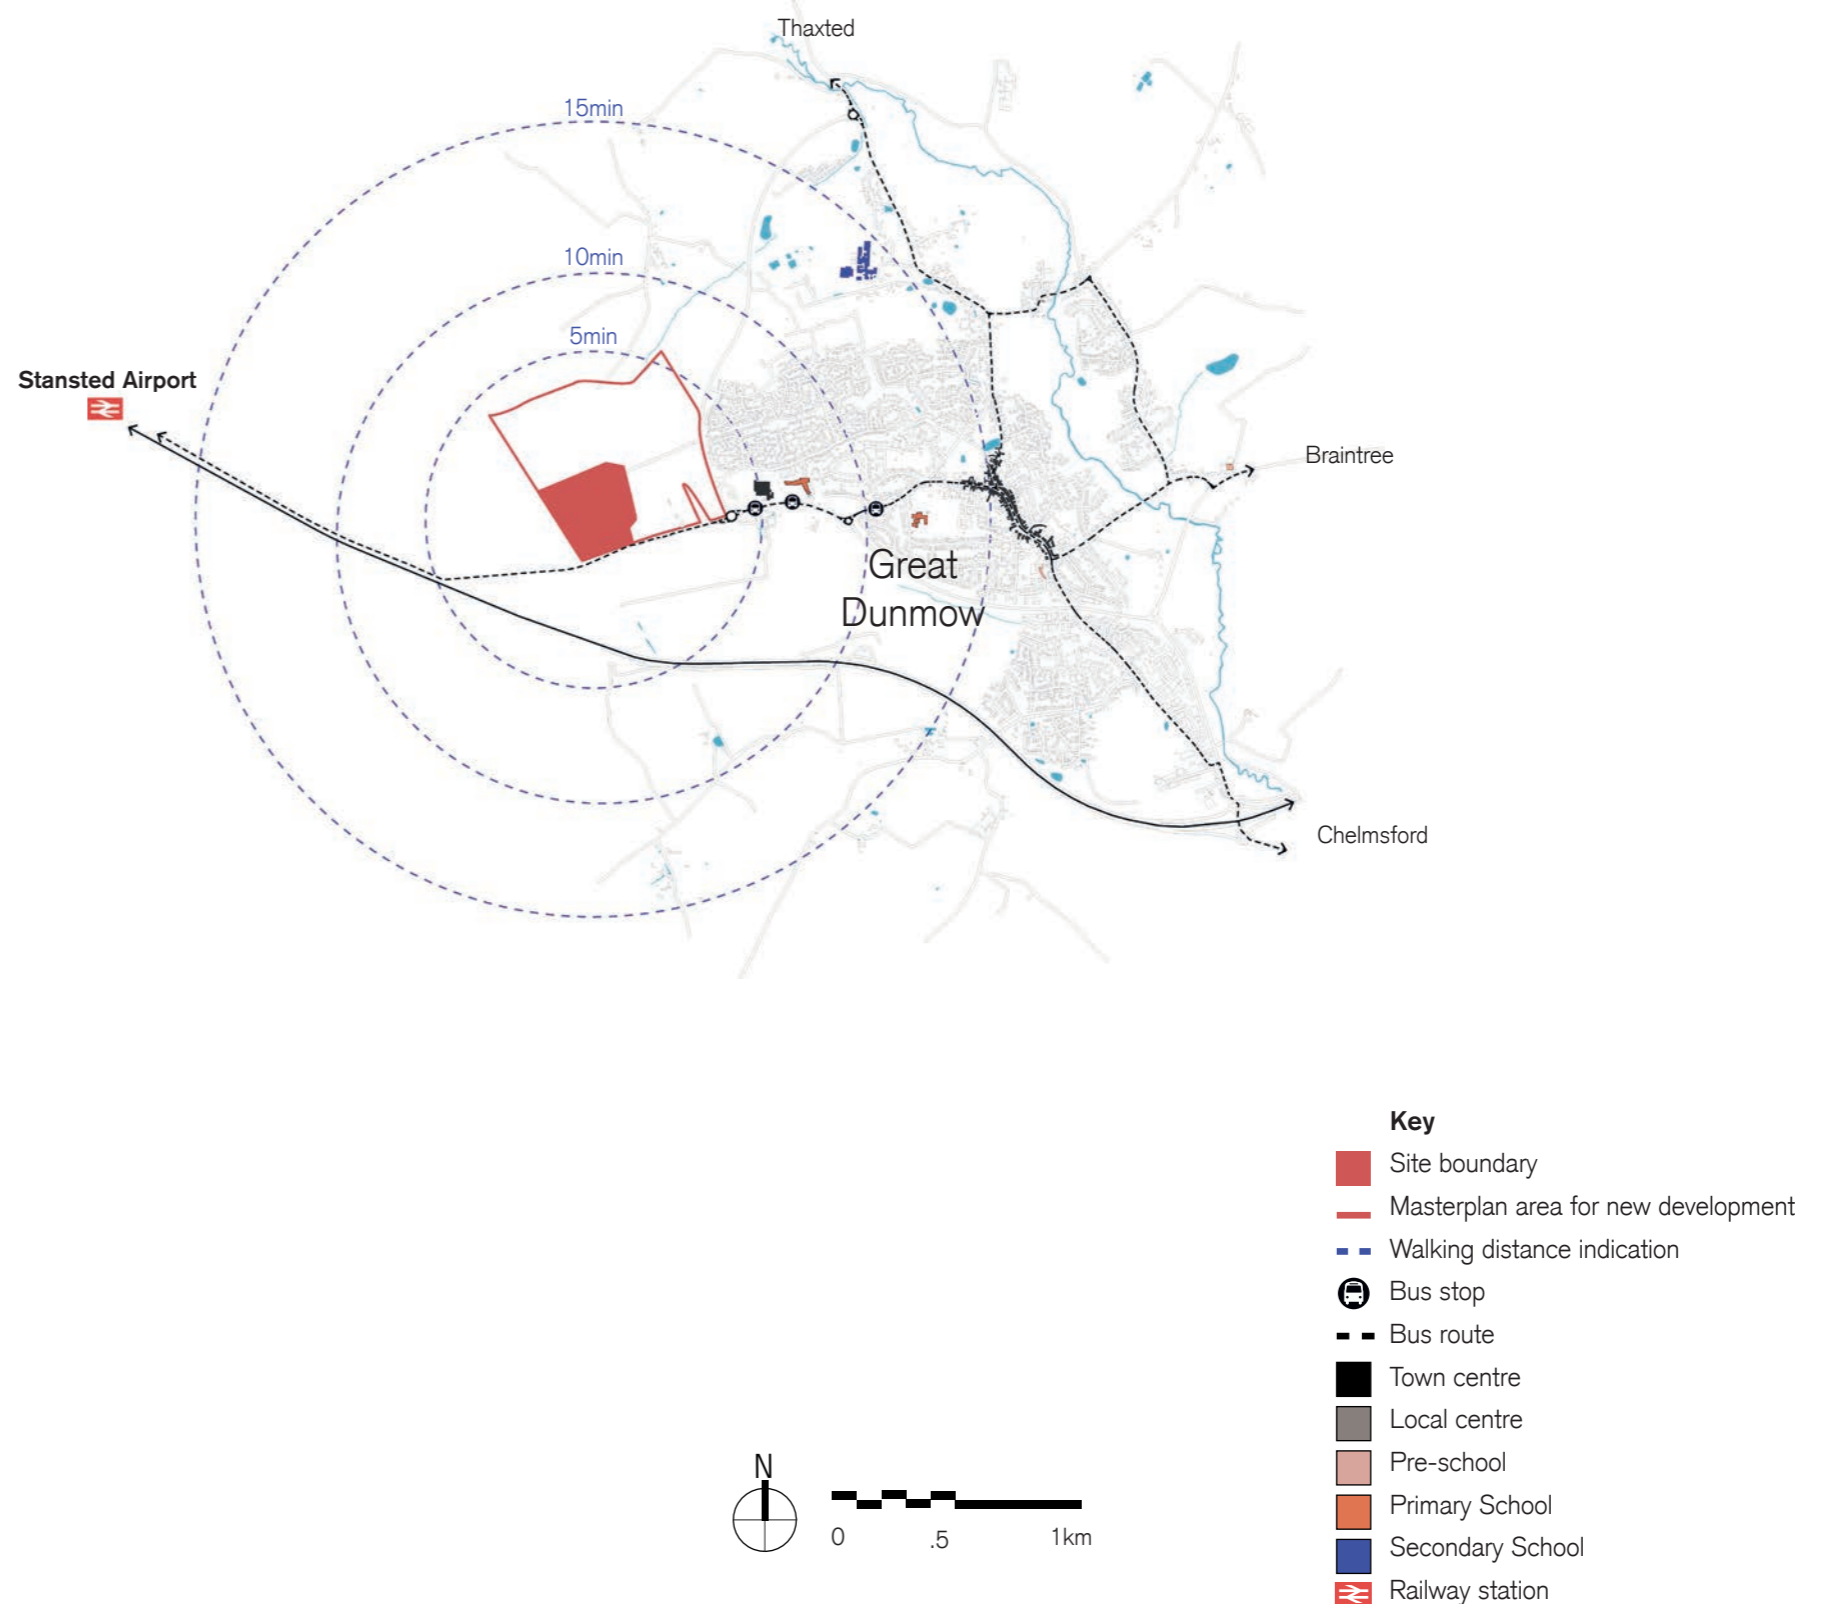 Thaxted
15min
10min
5min
Stansted Airport
Braintree
Great
Dunmow
Chelmsford
Key
Site boundary
Masterplan area for new development
Walking distance indication
Bus stop
Bus route
Town centre
Local centre
Pre-school
Primary School
Secondary School
Railway station
N
0 .5 1km